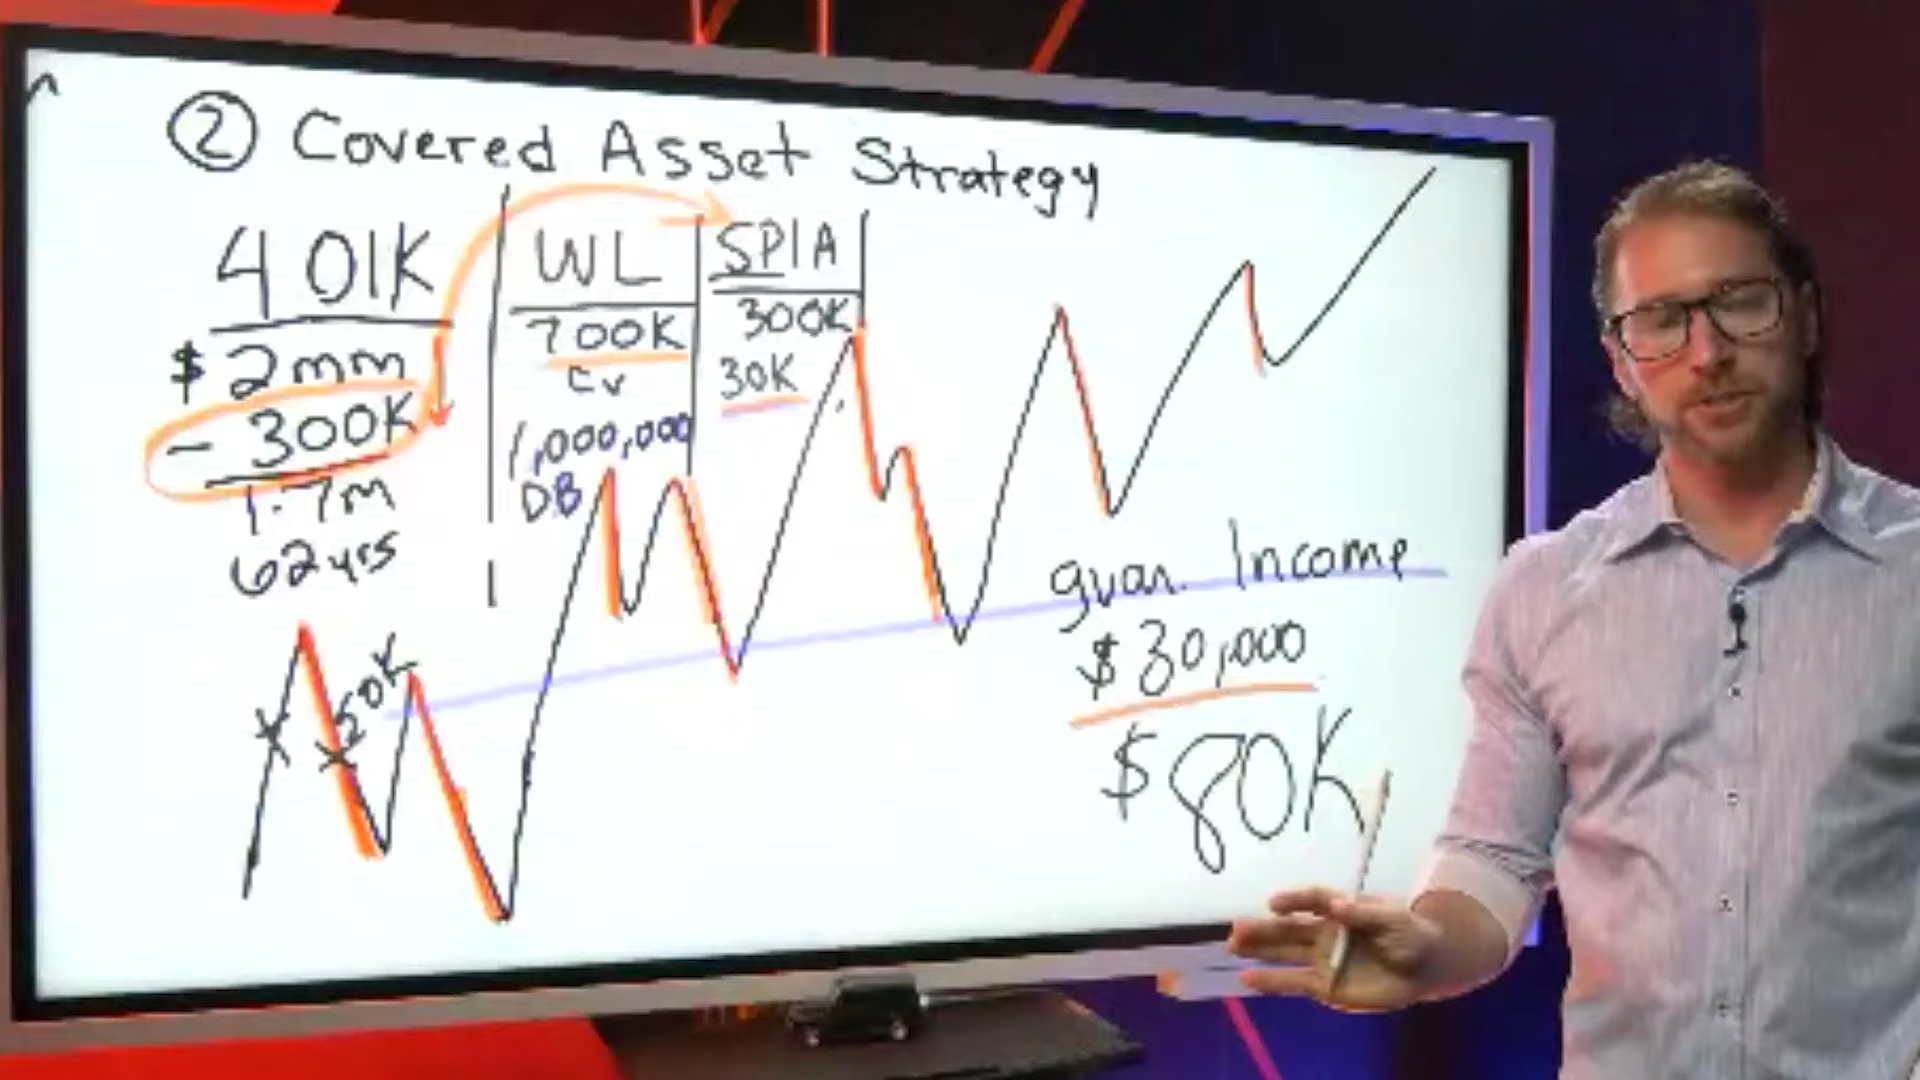 ② Covered Asset Strategy
401K
$2mm
- 300K
1.7m
62yrs
WL
700K
CV
1,000,000
DB
SPIA
300K
30K
50K
guar. Income
$30,000
$80K